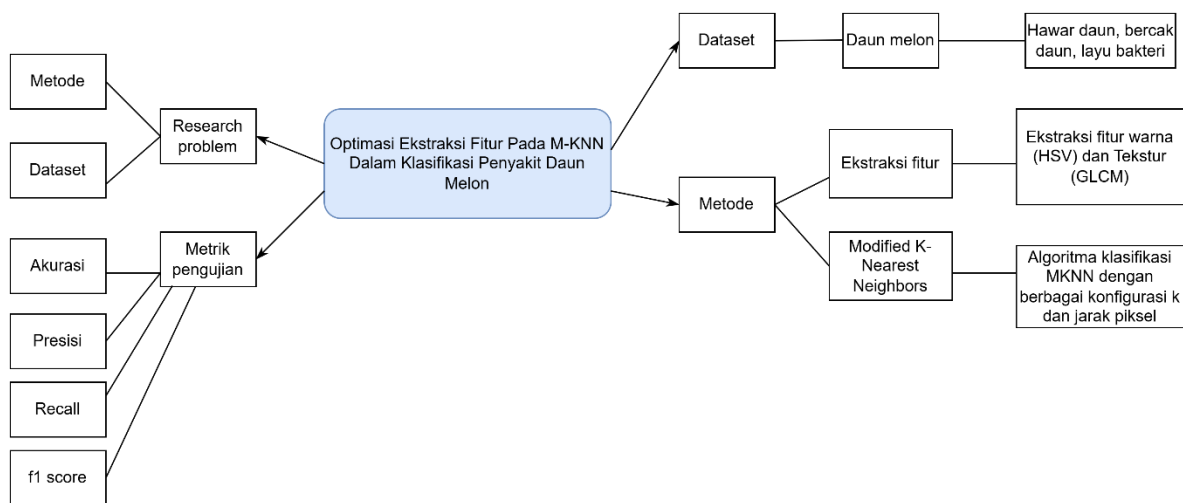 Metode
Dataset
Research
problem
Akurasi
Presisi
Recall
f1 score
Metrik
pengujian
Optimasi Ekstraksi Fitur Pada M-KNN
Dalam Klasifikasi Penyakit Daun
Melon
Dataset
Daun melon
Hawar daun, bercak
daun, layu bakteri
Metode
Ekstraksi fitur
Ekstraksi fitur warna
(HSV) dan Tekstur
(GLCM)
Modified K-
Nearest
Neighbors
Algoritma klasifikasi
MKNN dengan
berbagai konfigurasi k
dan jarak piksel